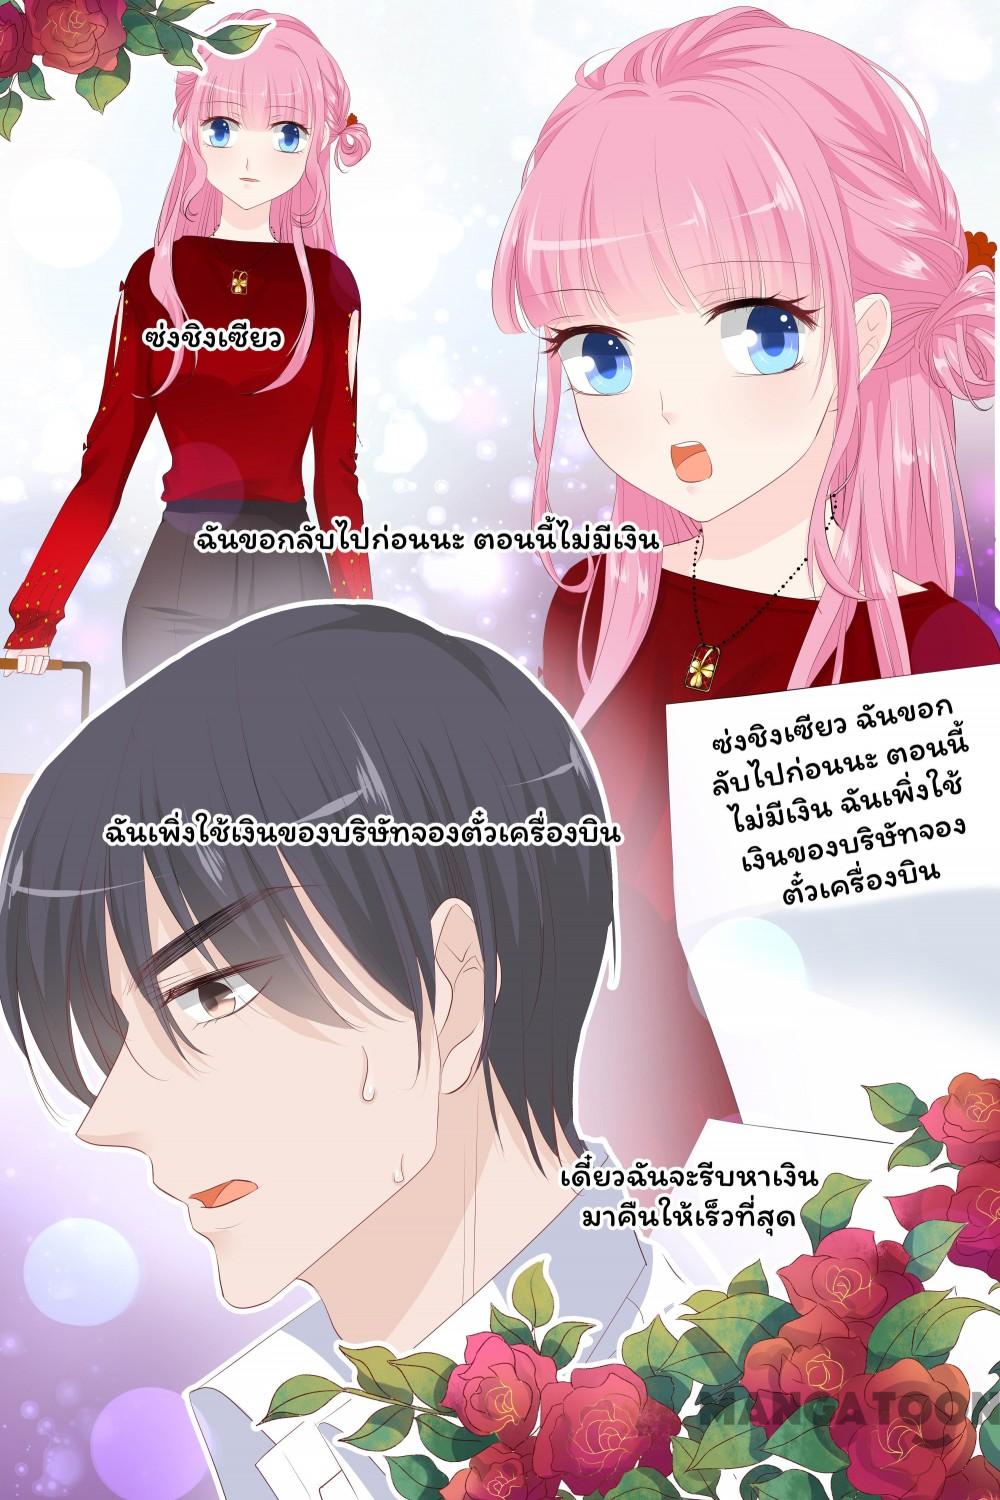 ซ่งชิงเซียว
ฉันขอกลับไปก่อนนะ ตอนนี้ไม่มีเงิน
ซ่งชิงเซียว ฉันขอก
ลับไปก่อนนะ ตอนนี้
ไม่มีเงิน ฉันเพิ่งใช้
เงินของบริษัทจอง
ตั๋วเครื่องบิน
ฉันเพิ่งใช้เงินของบริษัทจองตั๋วเครื่องบิน
เดี๋ยวฉันจะรีบหาเงิน
มาคืนให้เร็วที่สุด
MANGATOON